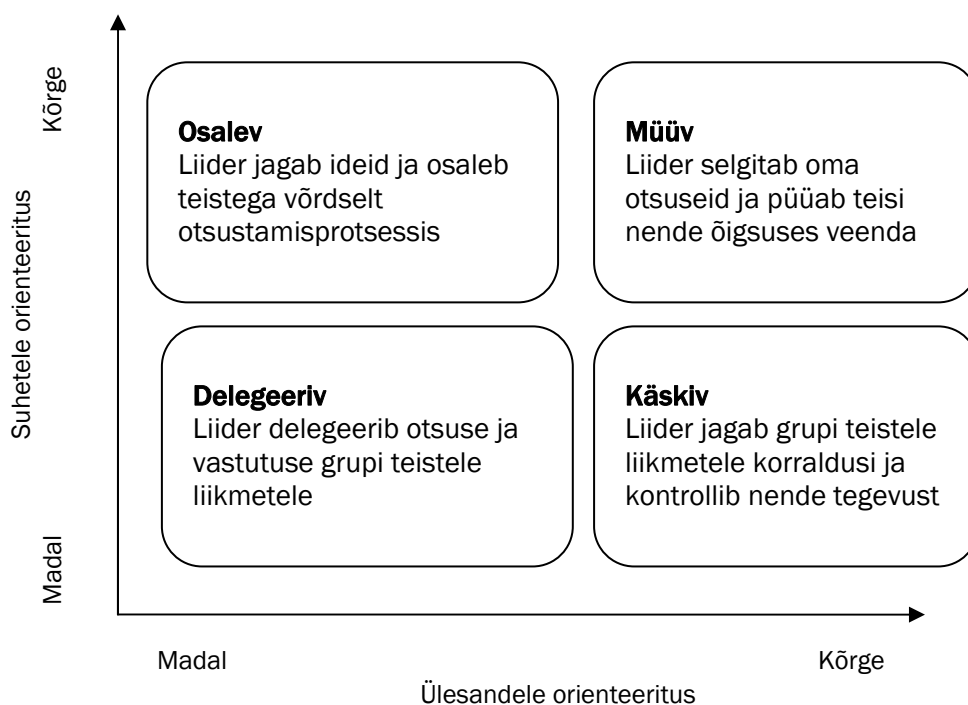 Kõrge
Suhetele orienteeritus
Madal
Osalev
Liider jagab ideid ja osaleb
teistega võrdselt
otsustamisprotsessis
Müüv
Liider selgitab oma
otsuseid ja püüab teisi
nende õigsuses veenda
Delegeeriv
Liider delegeerib otsuse ja
vastutuse grupi teistele
liikmetele
Käskiv
Liider jagab grupi teistele
liikmetele korraldusi ja
kontrollib nende tegevust
Madal
Kõrge
Ülesandele orienteeritus